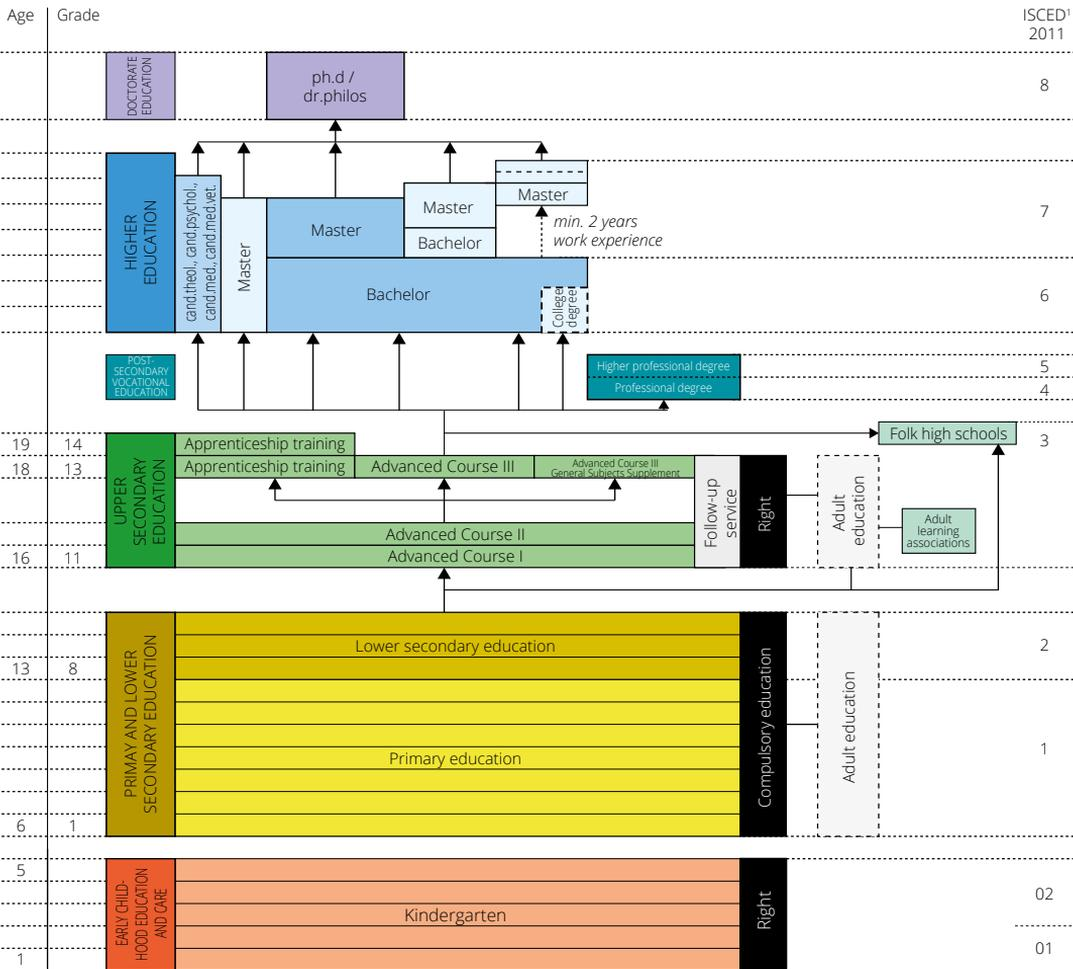 Age
Grade
ISCED¹
2011
DOCTORATE
EDUCATION
ph.d /
dr.philos
8
HIGHER
EDUCATION
cand.theol., cand.psychol.,
cand.med., cand.med.vet.
Master
Master
Master
Bachelor
Master
min. 2 years
work experience
7
Bachelor
College
degree
6
POST-
SECONDARY
VOCATIONAL
EDUCATION
Higher professional degree
5
Professional degree
4
Folk high schools
3
19
14
UPPER
SECONDARY
EDUCATION
Apprenticeship training
18
13
Apprenticeship training
Advanced Course III
Advanced Course III
General Subjects Supplement
Follow-up
service
Right
Adult
education
Adult
learning
associations
Advanced Course II
16
11
Advanced Course I
PRIMAY AND LOWER
SECONDARY EDUCATION
Lower secondary education
2
13
8
Compulsory education
Adult education
Primary education
1
6
1
5
EARLY CHILD-
HOOD EDUCATION
AND CARE
Kindergarten
Right
02
01
1